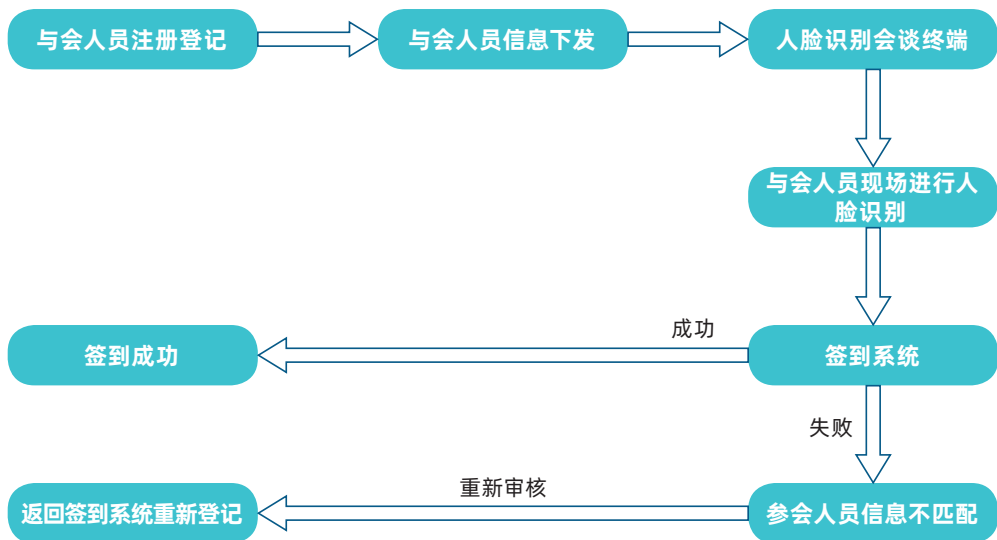 与会人员注册登记
与会人员信息下发
人脸识别会谈终端
与会人员现场进行人
脸识别
成功
签到成功
签到系统
失败
重新审核
返回签到系统重新登记
参会人员信息不匹配